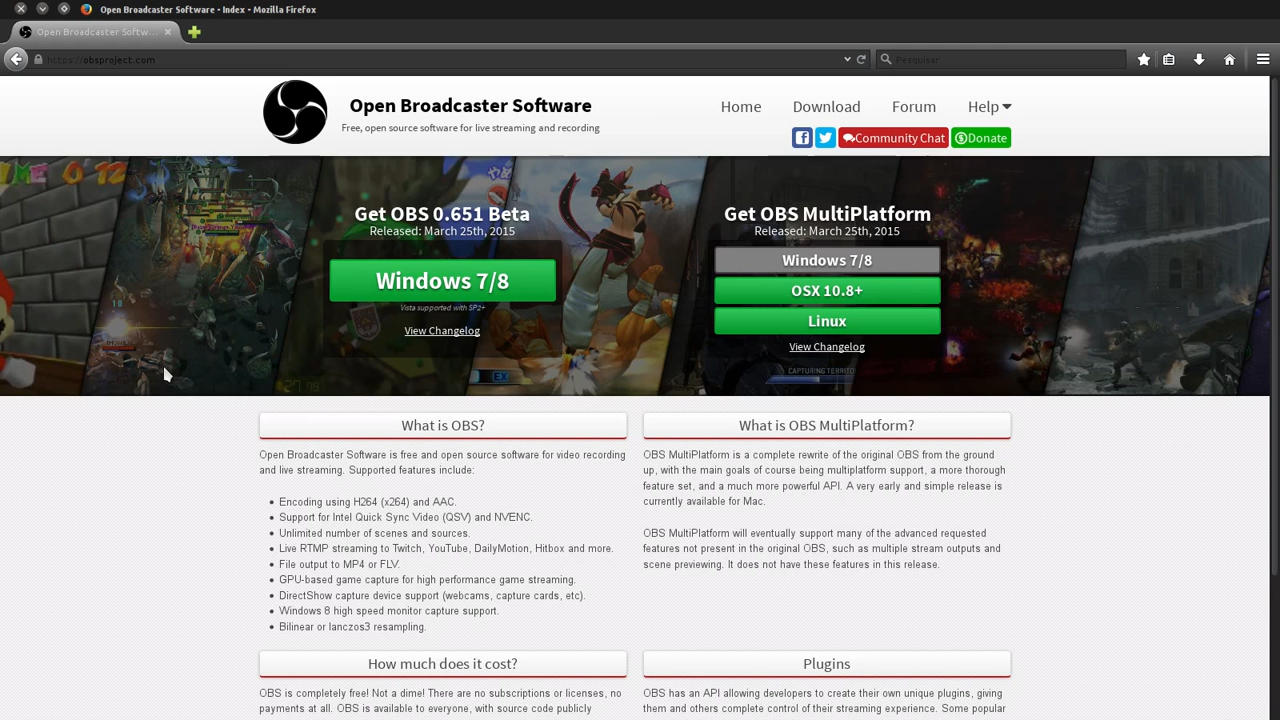 Open Broadcaster Software - Index - Mozilla Firefox
Open Broadcaster Softw...
https://obsproject.com
Pesquisar
Open Broadcaster Software
Free, open source software for live streaming and recording
Home Download Forum Help
Community Chat Donate
Get OBS 0.651 Beta
Released: March 25th, 2015
Windows 7/8
Vista supported with SP2+
View Changelog
Get OBS MultiPlatform
Released: March 25th, 2015
Windows 7/8
OSX 10.8+
Linux
View Changelog
CAPTURING TERRITO
EX
What is OBS?
Open Broadcaster Software is free and open source software for video recording
and live streaming. Supported features include:
• Encoding using H264 (x264) and AAC.
• Support for Intel Quick Sync Video (QSV) and NVENC.
• Unlimited number of scenes and sources.
• Live RTMP streaming to Twitch, YouTube, DailyMotion, Hitbox and more.
• File output to MP4 or FLV.
• GPU-based game capture for high performance game streaming.
• DirectShow capture device support (webcams, capture cards, etc).
• Windows 8 high speed monitor capture support.
• Bilinear or lanczos3 resampling.
What is OBS MultiPlatform?
OBS MultiPlatform is a complete rewrite of the original OBS from the ground
up, with the main goals of course being multiplatform support, a more thorough
feature set, and a much more powerful API. A very early and simple release is
currently available for Mac.
OBS MultiPlatform will eventually support many of the advanced requested
features not present in the original OBS, such as multiple stream outputs and
scene previewing. It does not have these features in this release.
How much does it cost?
OBS is completely free! Not a dime! There are no subscriptions or licenses, no
payments at all. OBS is available to everyone, with source code publicly
Plugins
OBS has an API allowing developers to create their own unique plugins, giving
them and others complete control of their streaming experience. Some popular